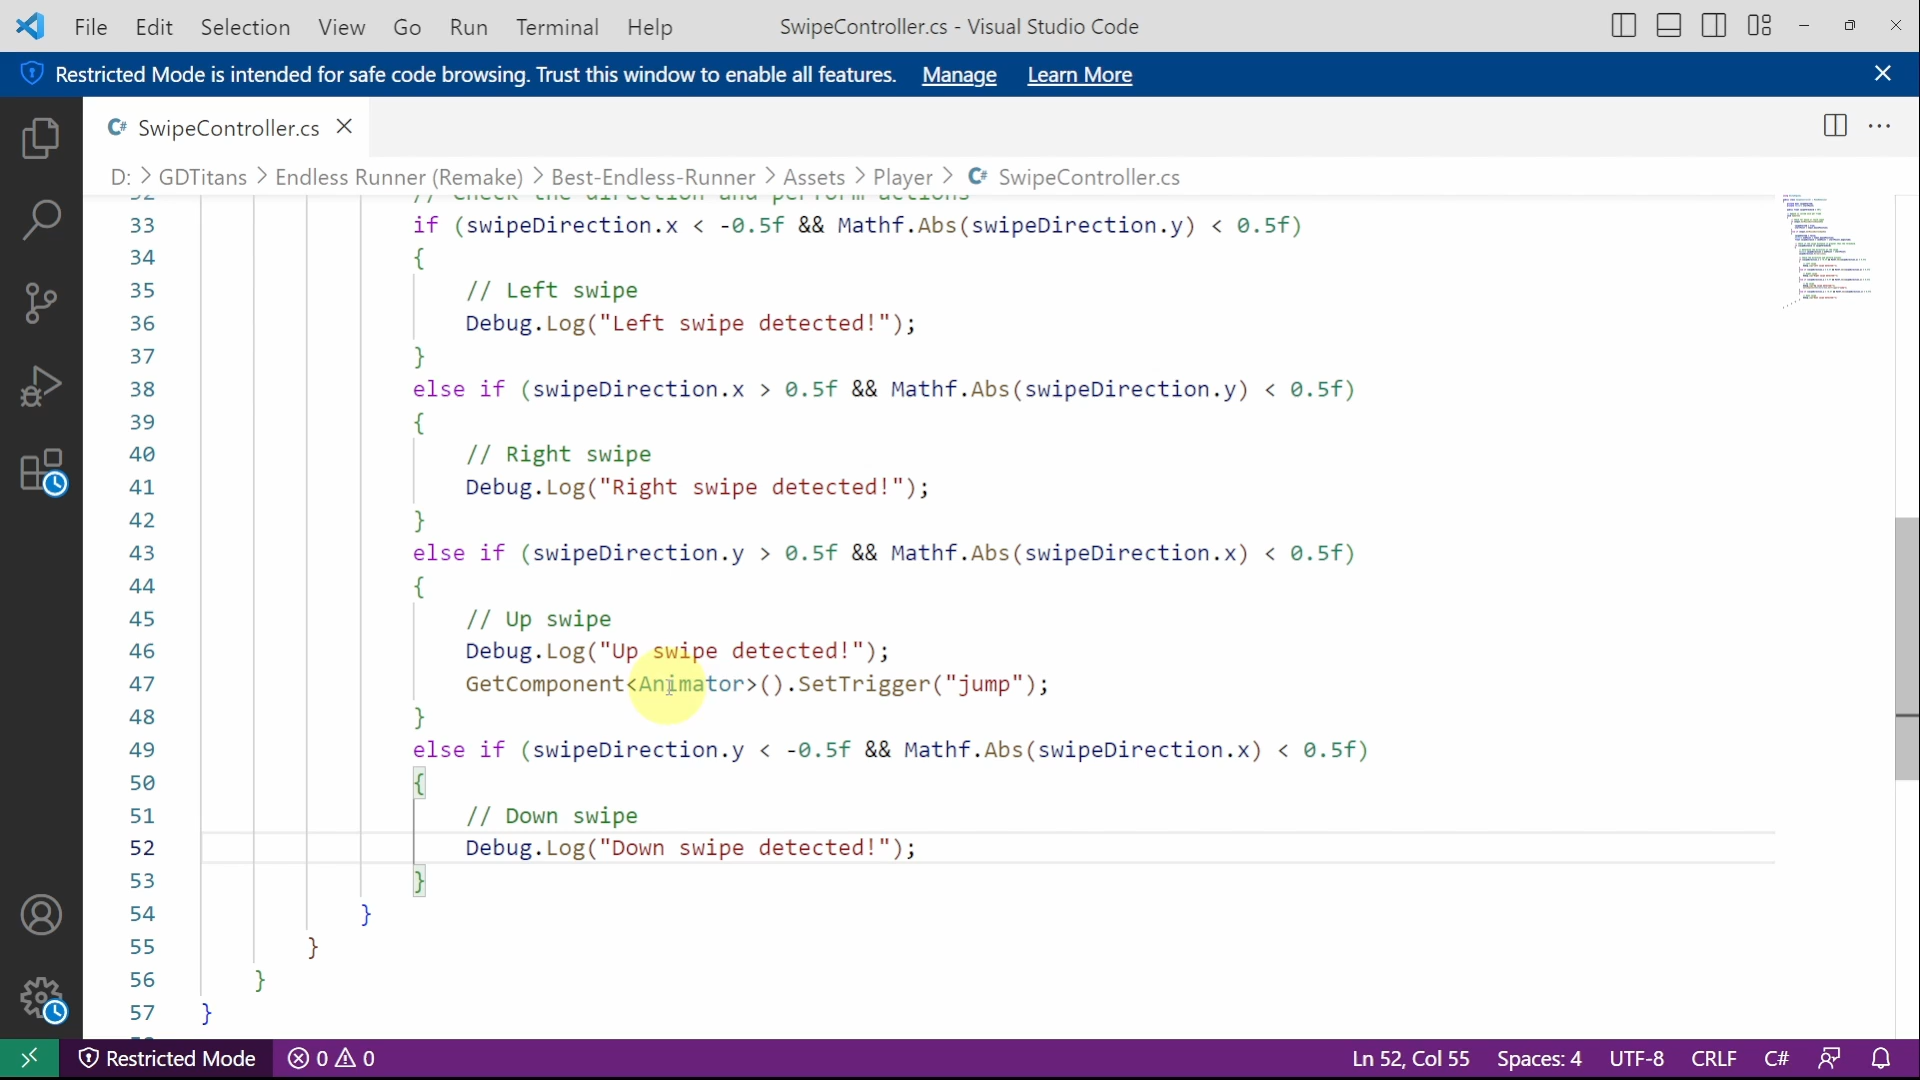 File Edit Selection View Go Run Terminal Help SwipeController.cs - Visual Studio Code
Restricted Mode is intended for safe code browsing. Trust this window to enable all features. Manage Learn More
C# SwipeController.cs
D: > GDTitans > Endless Runner (Remake) > Best-Endless-Runner > Assets > Player > C# SwipeController.cs
32 // Check the direction and perform actions
33 if (swipeDirection.x < -0.5f && Mathf.Abs(swipeDirection.y) < 0.5f)
34 {
35 // Left swipe
36 Debug.Log("Left swipe detected!");
37 }
38 else if (swipeDirection.x > 0.5f && Mathf.Abs(swipeDirection.y) < 0.5f)
39 {
40 // Right swipe
41 Debug.Log("Right swipe detected!");
42 }
43 else if (swipeDirection.y > 0.5f && Mathf.Abs(swipeDirection.x) < 0.5f)
44 {
45 // Up swipe
46 Debug.Log("Up swipe detected!");
47 GetComponent<Animator>().SetTrigger("jump");
48 }
49 else if (swipeDirection.y < -0.5f && Mathf.Abs(swipeDirection.x) < 0.5f)
50 {
51 // Down swipe
52 Debug.Log("Down swipe detected!");
53 }
54 }
55 }
56 }
57 }
Restricted Mode 0 0 Ln 52, Col 55 Spaces: 4 UTF-8 CRLF C#